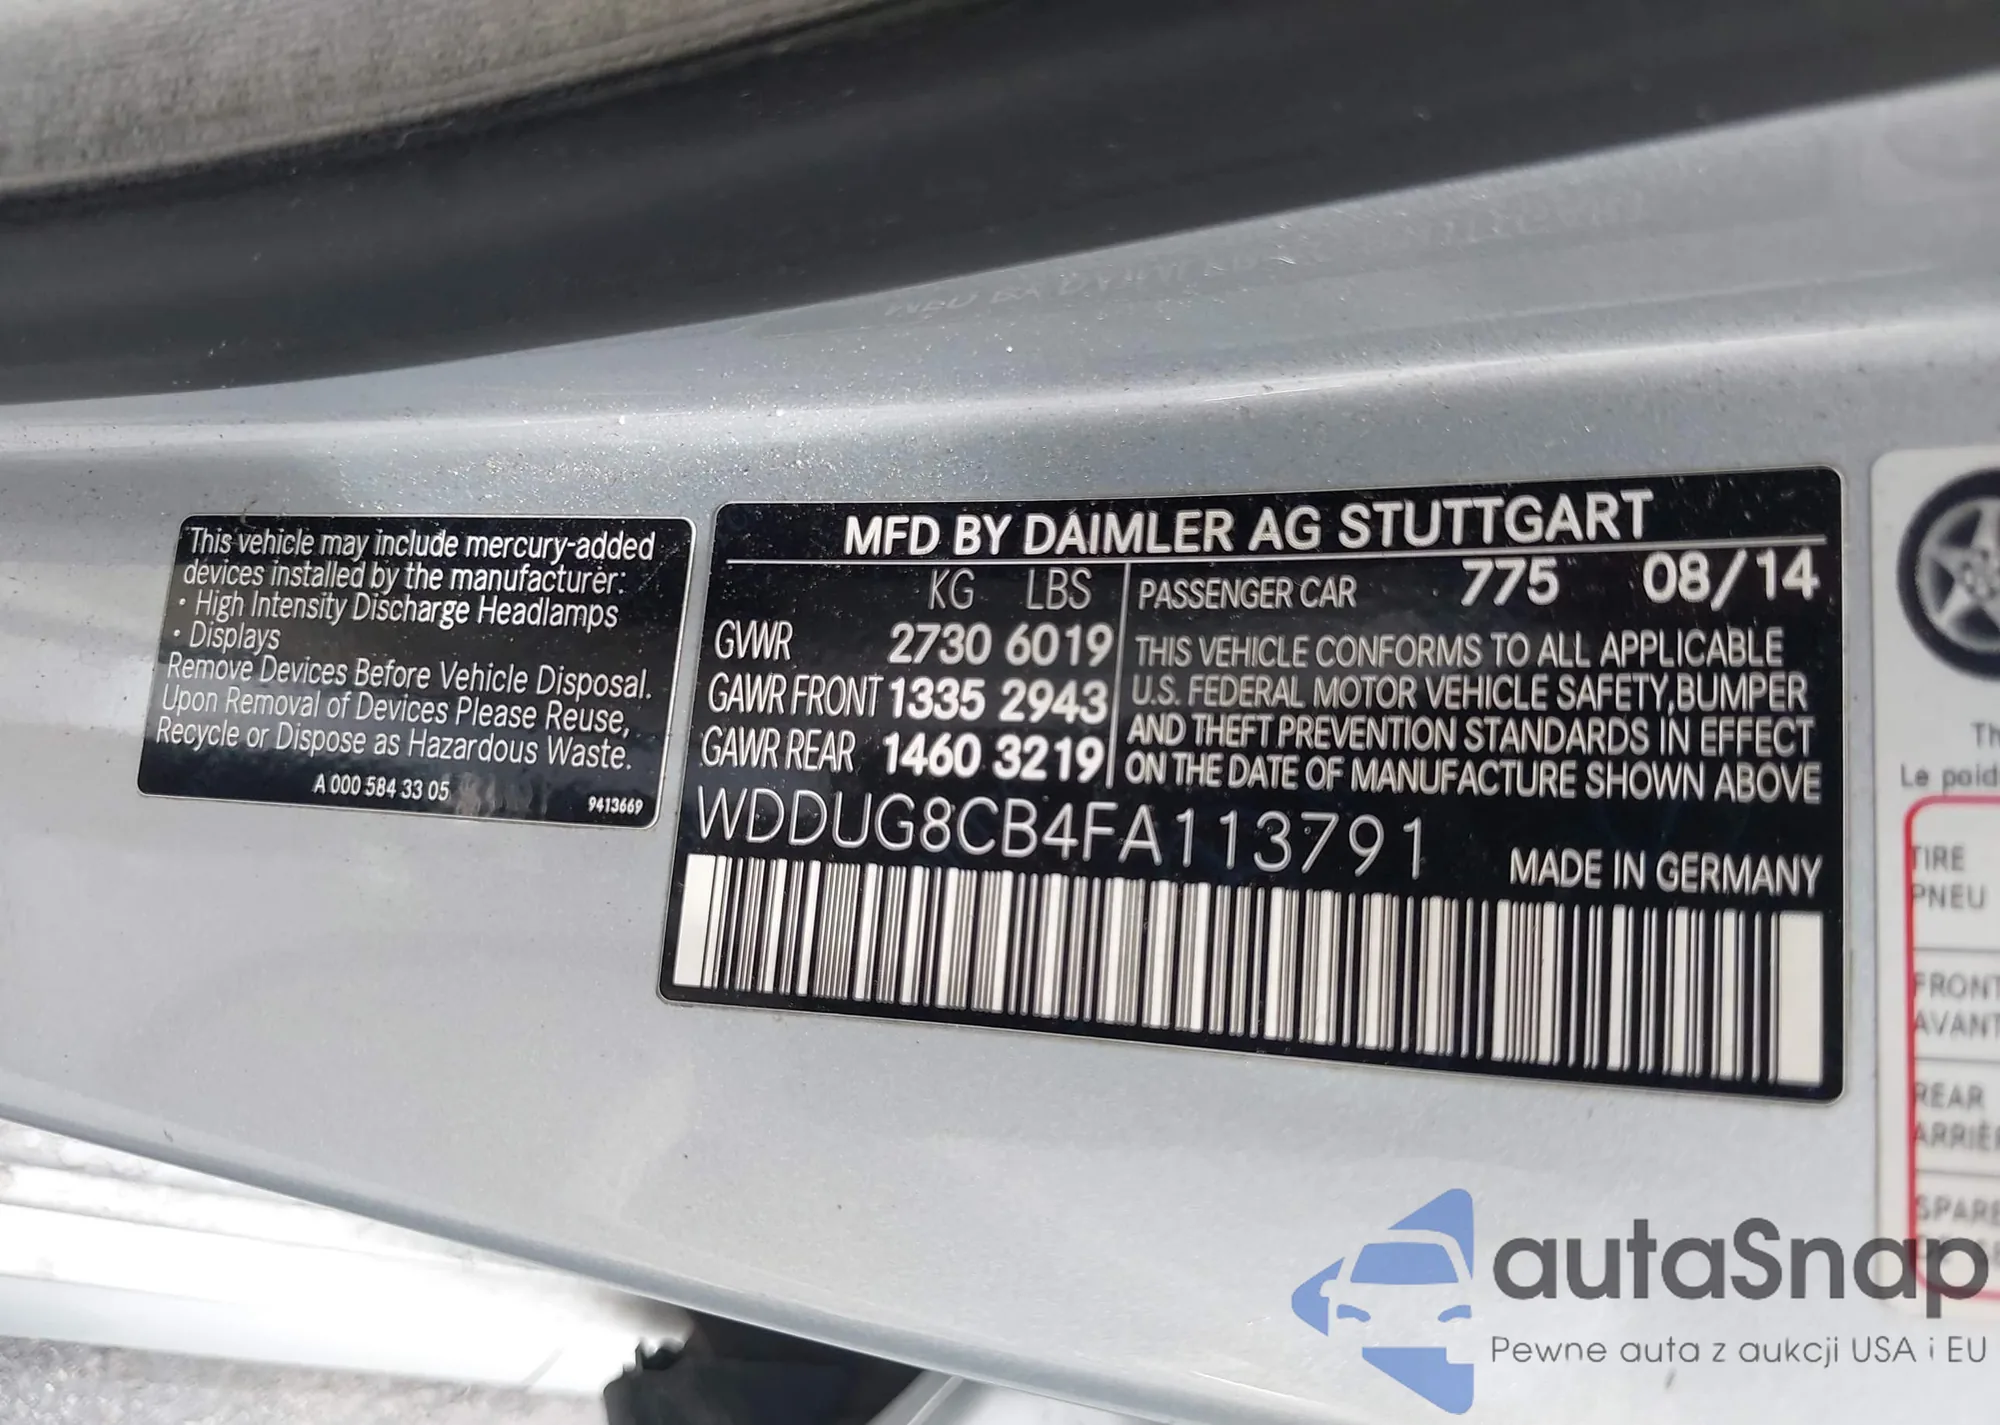 This vehicle may include mercury-added
devices installed by the manufacturer:
· High Intensity Discharge Headlamps
· Displays
Remove Devices Before Vehicle Disposal.
Upon Removal of Devices Please Reuse,
Recycle or Dispose as Hazardous Waste.
A 000 584 33 05
9413669
MFD BY DAIMLER AG STUTTGART
KG LBS
GVWR 2730 6019
GAWR FRONT 1335 2943
GAWR REAR 1460 3219
PASSENGER CAR 775 08/14
THIS VEHICLE CONFORMS TO ALL APPLICABLE
U.S. FEDERAL MOTOR VEHICLE SAFETY,BUMPER
AND THEFT PREVENTION STANDARDS IN EFFECT
ON THE DATE OF MANUFACTURE SHOWN ABOVE
WDDUG8CB4FA113791
MADE IN GERMANY
Th
Le poid
TIRE
PNEU
FRONT
AVANT
REAR
ARRIÈR
SPARE
autaSnap
Pewne auta z aukcji USA i EU